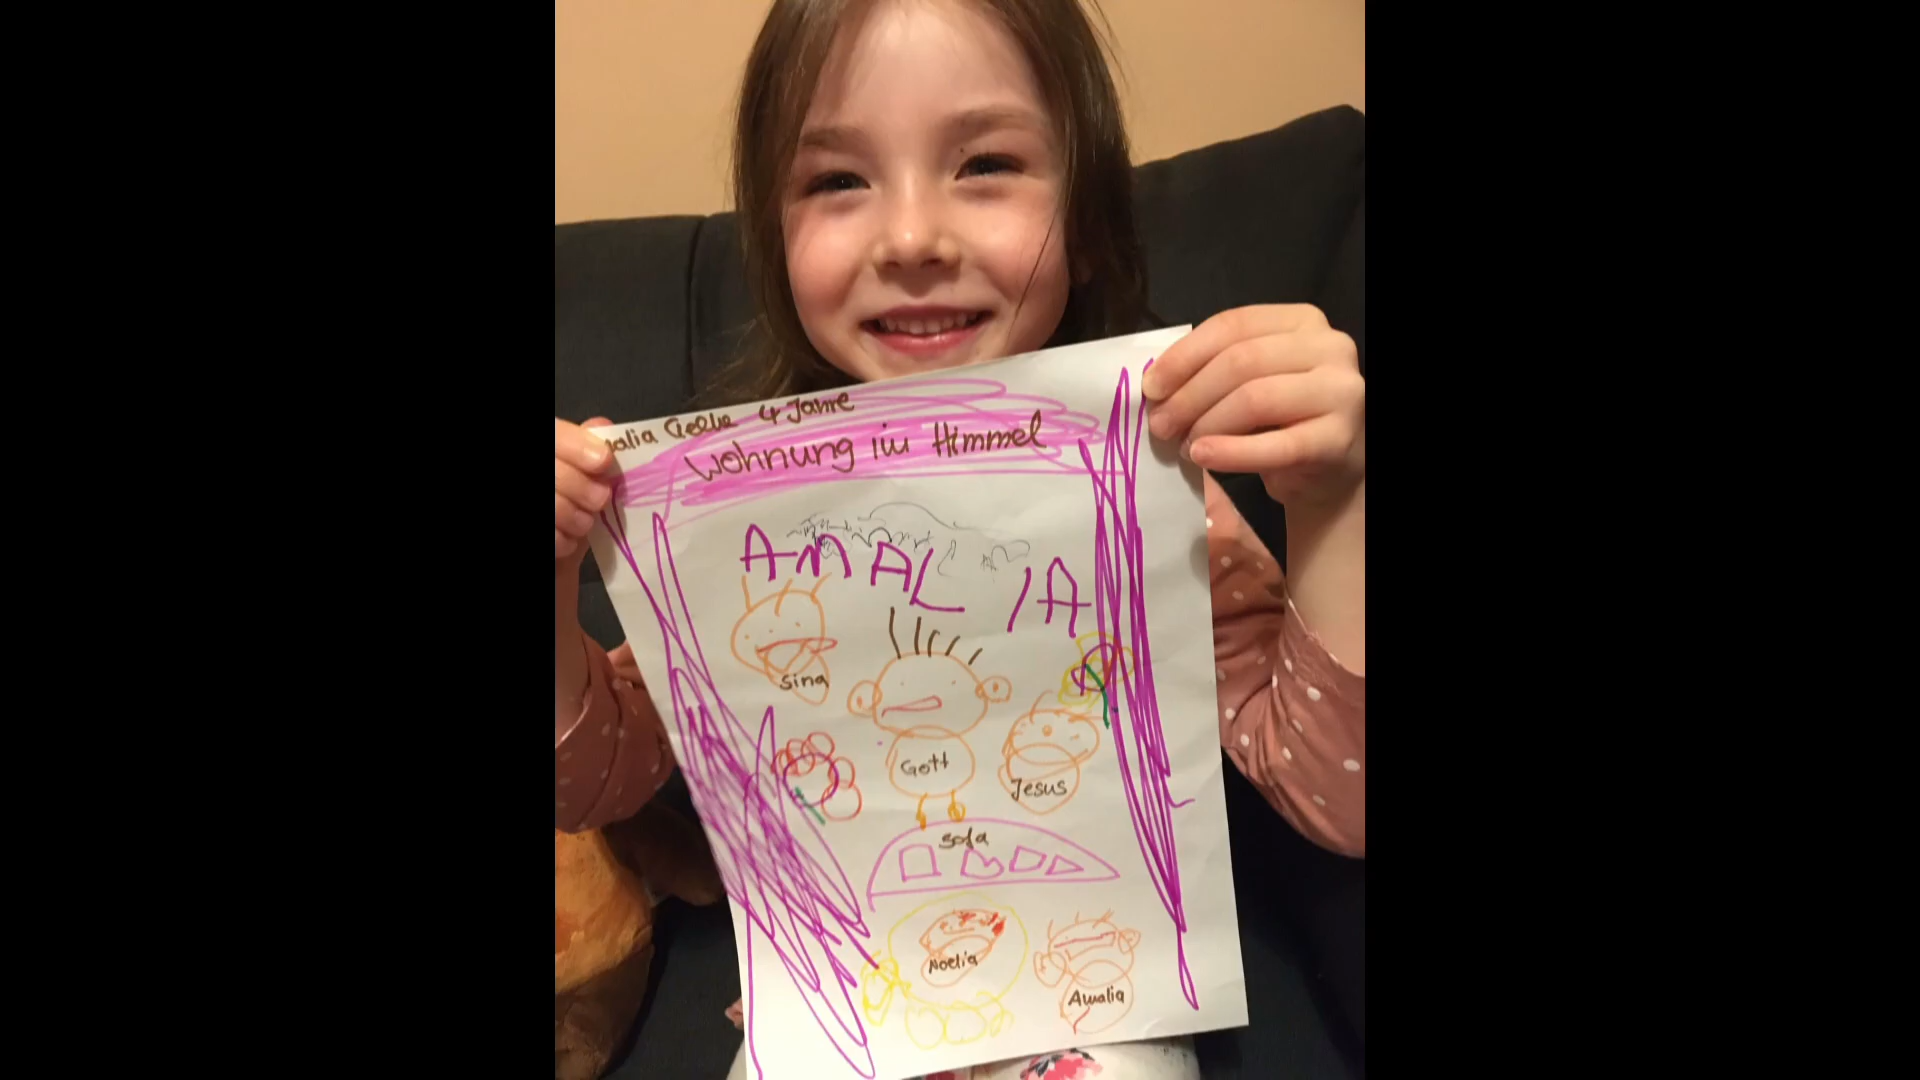 4 Jahre
Wohnung im Himmel
AMALIA
Sina
Gott
Jesus
Sofa
Noelia
Amalia